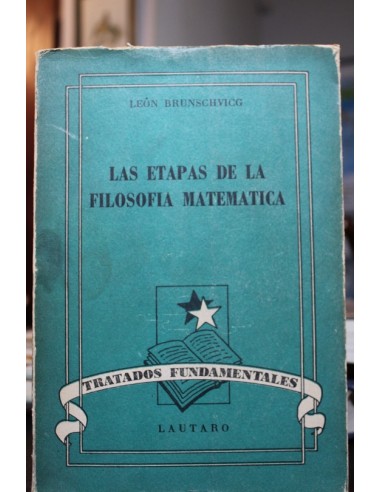 LEÓN BRUNSCHVICG
LAS ETAPAS DE LA
FILOSOFIA MATEMATICA
TRATADOS FUNDAMENTALES
LAUTARO